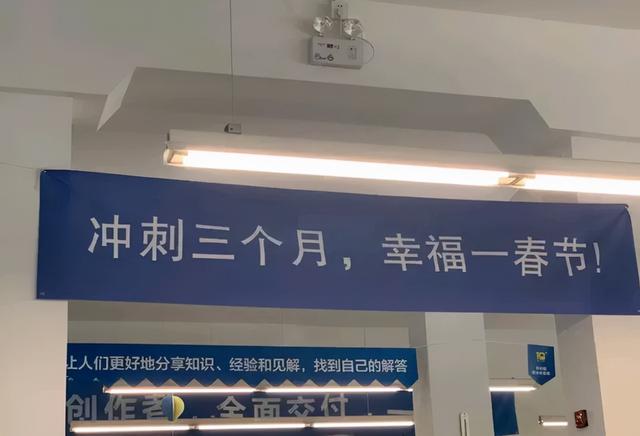 冲刺三个月，幸福一春节！
让人们更好地分享知识、经验和见解，找到自己的解答
创作者，全面交付